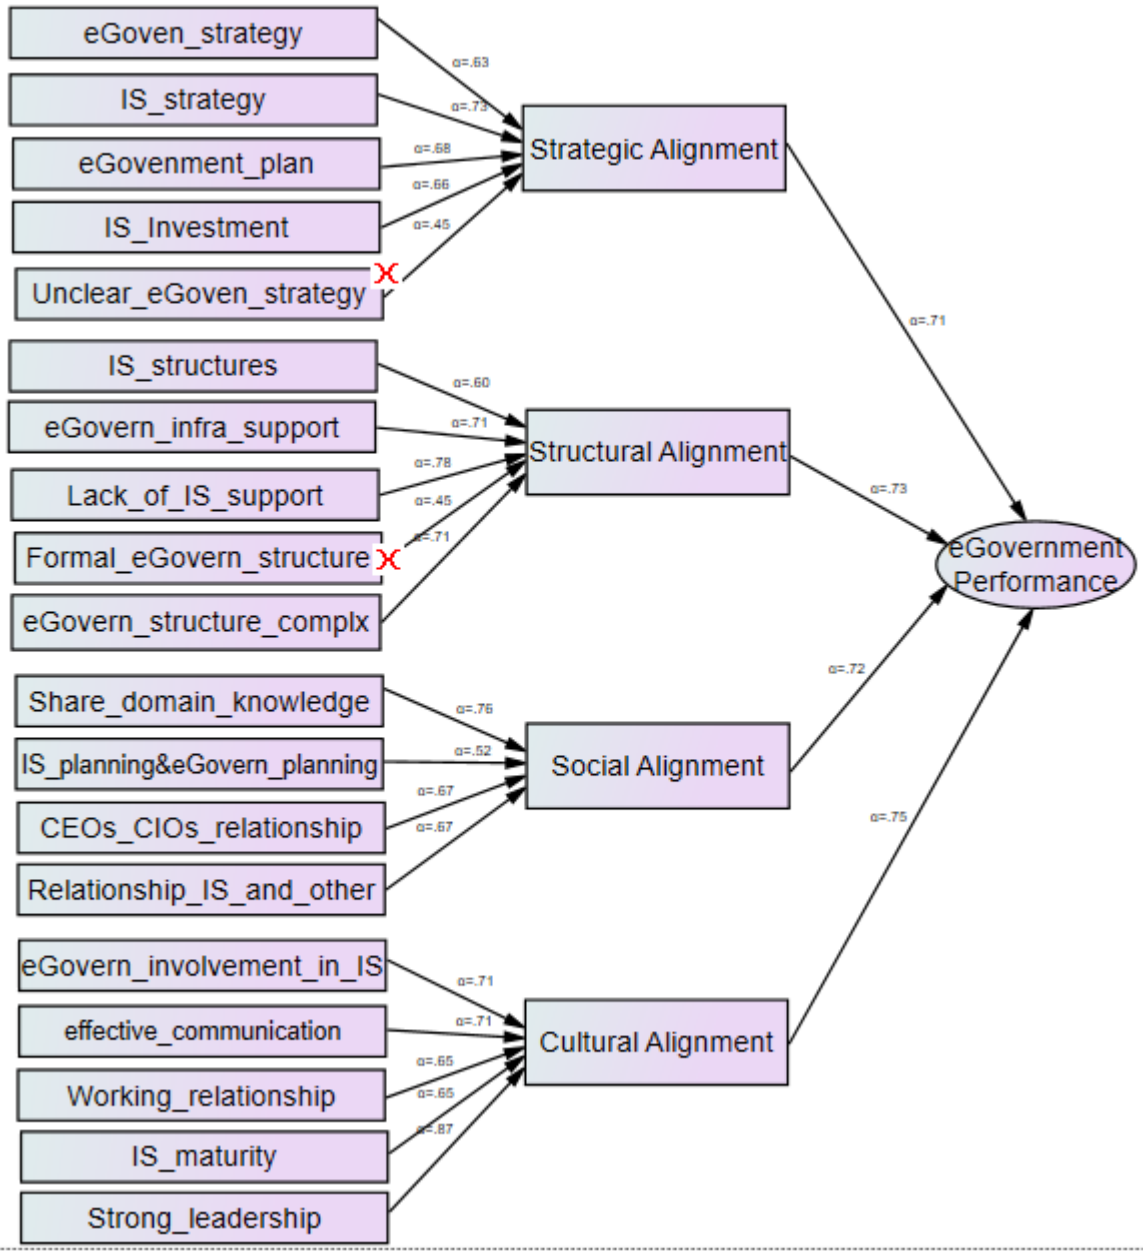 eGoven_strategy
α=.63
IS_strategy
α=.73
eGovenment_plan
α=.68
IS_Investment
α=.66
Unclear_eGoven_strategy
α=.45
Strategic Alignment
α=.71
IS_structures
α=.60
eGovern_infra_support
α=.71
Lack_of_IS_support
α=.78
Formal_eGovern_structure
α=.45
eGovern_structure_complx
α=.71
Structural Alignment
α=.73
Share_domain_knowledge
α=.76
IS_planning&eGovern_planning
α=.52
CEOs_CIOs_relationship
α=.67
Relationship_IS_and_other
α=.67
Social Alignment
α=.72
eGovern_involvement_in_IS
α=.71
effective_communication
α=.71
Working_relationship
α=.65
IS_maturity
α=.65
Strong_leadership
α=.87
Cultural Alignment
α=.75
eGovernment
Performance